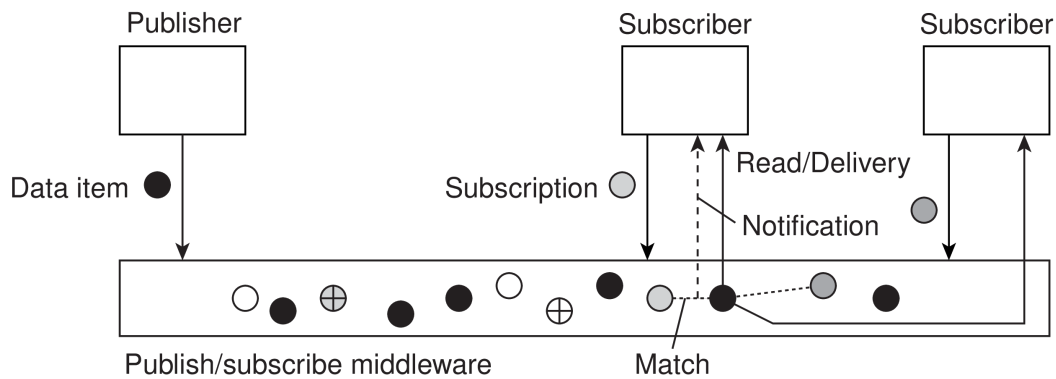 Publisher
Subscriber
Subscriber
Data item
Subscription
Read/Delivery
Notification
Publish/subscribe middleware
Match